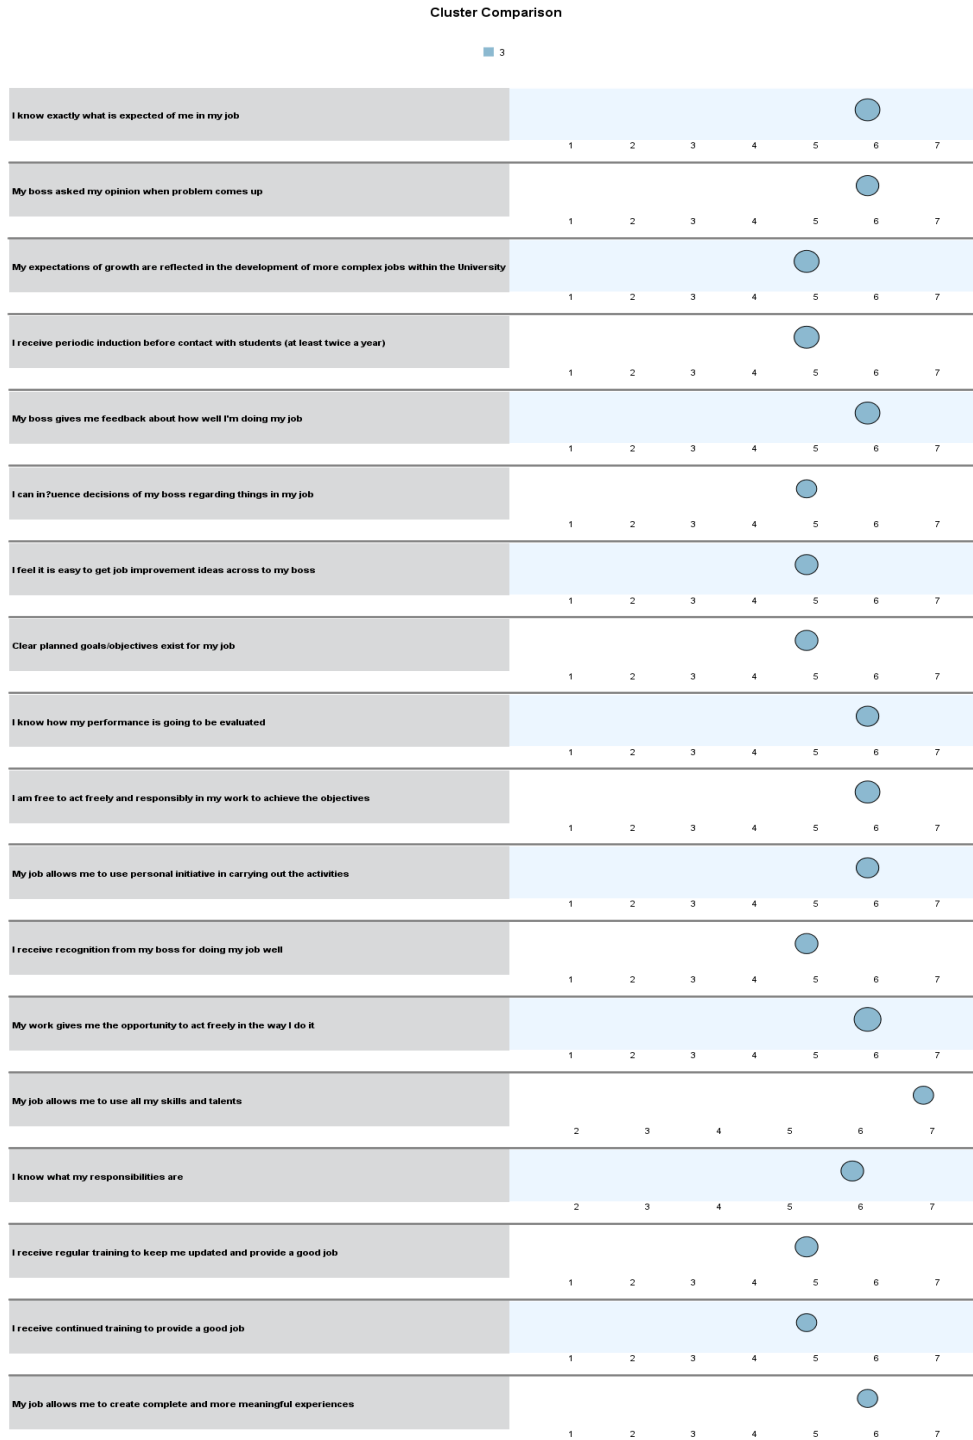 Cluster Comparison
3
I know exactly what is expected of me in my job
1 2 3 4 5 6 7
My boss asked my opinion when problem comes up
1 2 3 4 5 6 7
My expectations of growth are reflected in the development of more complex jobs within the University
1 2 3 4 5 6 7
I receive periodic induction before contact with students (at least twice a year)
1 2 3 4 5 6 7
My boss gives me feedback about how well I'm doing my job
1 2 3 4 5 6 7
I can in?uence decisions of my boss regarding things in my job
1 2 3 4 5 6 7
I feel it is easy to get job improvement ideas across to my boss
1 2 3 4 5 6 7
Clear planned goals/objectives exist for my job
1 2 3 4 5 6 7
I know how my performance is going to be evaluated
1 2 3 4 5 6 7
I am free to act freely and responsibly in my work to achieve the objectives
1 2 3 4 5 6 7
My job allows me to use personal initiative in carrying out the activities
1 2 3 4 5 6 7
I receive recognition from my boss for doing my job well
1 2 3 4 5 6 7
My work gives me the opportunity to act freely in the way I do it
1 2 3 4 5 6 7
My job allows me to use all my skills and talents
2 3 4 5 6 7
I know what my responsibilities are
2 3 4 5 6 7
I receive regular training to keep me updated and provide a good job
1 2 3 4 5 6 7
I receive continued training to provide a good job
1 2 3 4 5 6 7
My job allows me to create complete and more meaningful experiences
1 2 3 4 5 6 7